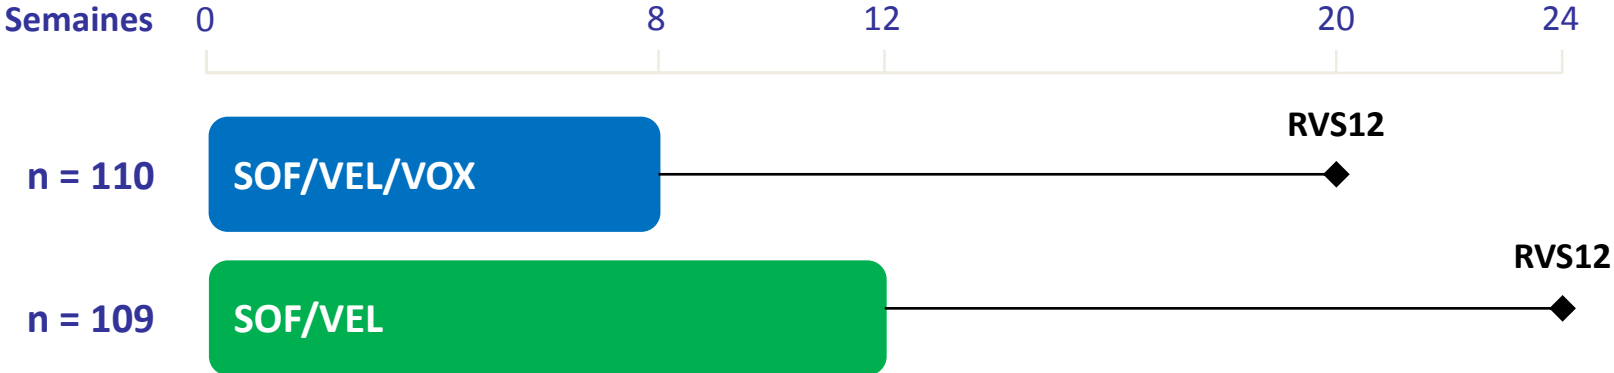 Semaines 0 8 12 20 24
RVS12
n = 110 SOF/VEL/VOX
RVS12
n = 109 SOF/VEL